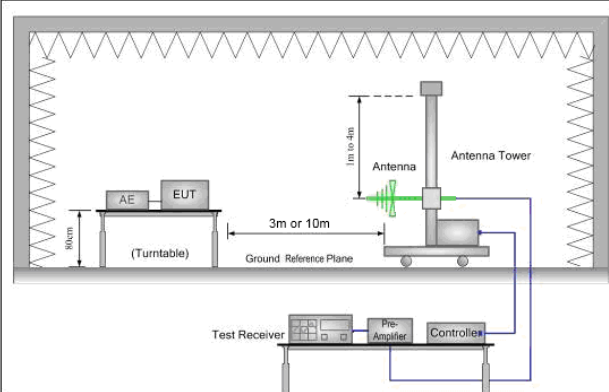 1m to 4m
Antenna
Antenna Tower
AE
EUT
80cm
3m or 10m
(Turntable)
Ground Reference Plane
Test Receiver
Pre-
Amplifier
Controller